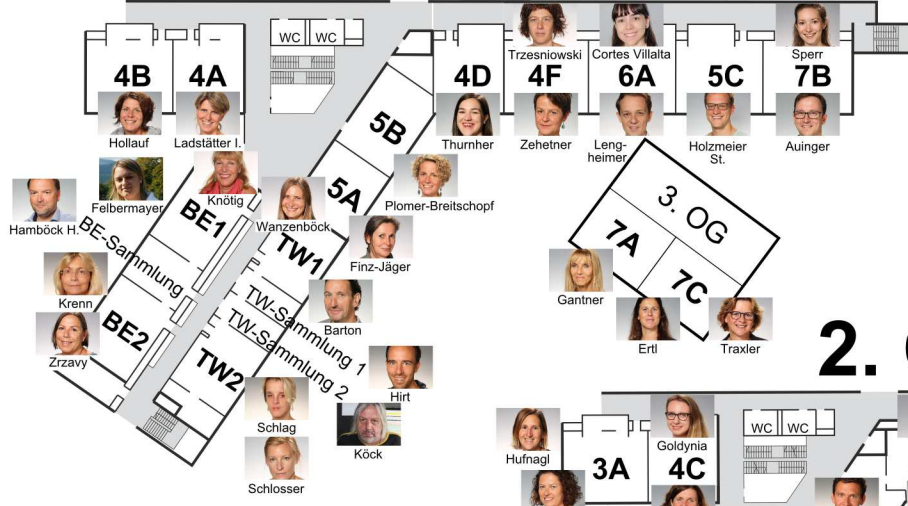 WC WC
Trzesniowski Cortes Villalta Sperr
4B 4A 4D 4F 6A 5C 7B
5B
Hollauf Ladstätter I. Thurnher Zehetner Leng-
heimer Holzmeier
St. Auinger
5A
Felbermayer Knötig Plomer-Breitschopf
3. OG
Hamböck H. BE-Sammlung BE1 Wanzenböck TW1
Finz-Jäger
7A 7C
Krenn Gantner
TW-Sammlung 1
TW-Sammlung 2
Barton
BE2 Zrzavy Ertl Traxler
TW2
2.
Hirt
Schlag Köck
WC WC
Hufnagl Goldynia
3A 4C
Schlosser